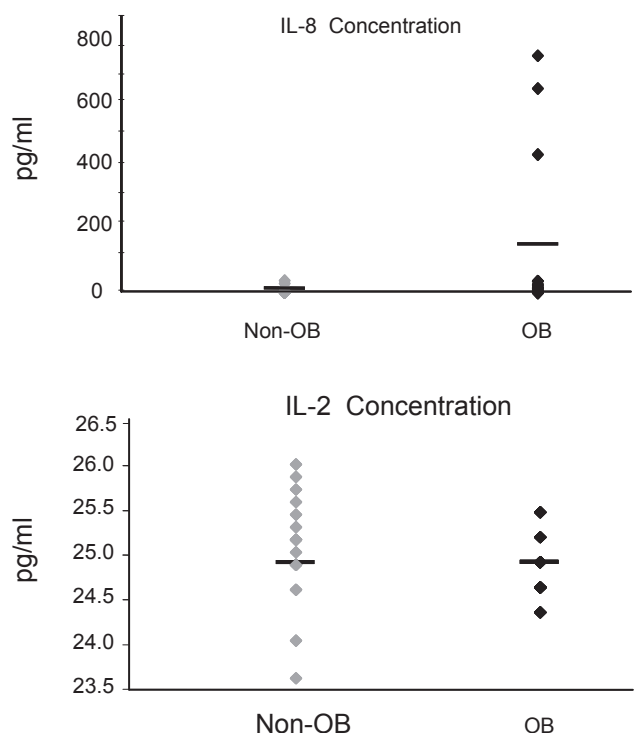 IL-8 Concentration
800
600
400
200
0
pg/ml
Non-OB OB
IL-2 Concentration
26.5
26.0
25.5
25.0
24.5
24.0
23.5
pg/ml
Non-OB OB